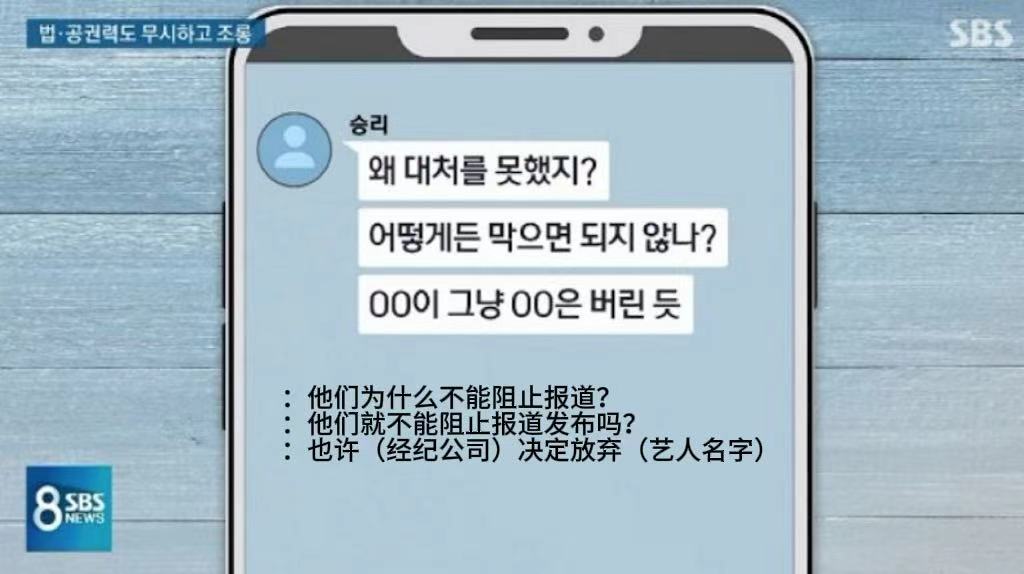 법·공권력도 무시하고 조롱
SBS
승리
왜 대처를 못했지?
어떻게든 막으면 되지 않나?
OO이 그냥 OO은 버린 듯
：他们为什么不能阻止报道?
：他们就不能阻止报道发布吗?
：也许（经纪公司）决定放弃（艺人名字）
8 SBS NEWS